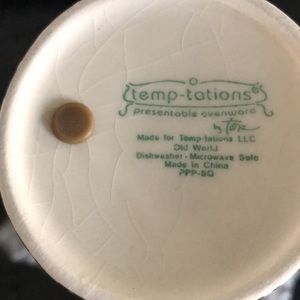 temp-tations®
presentable ovenware
by Tara
Made for Temp-tations LLC
Old World
Dishwasher - Microwave Safe
Made in China
PPP-SQ